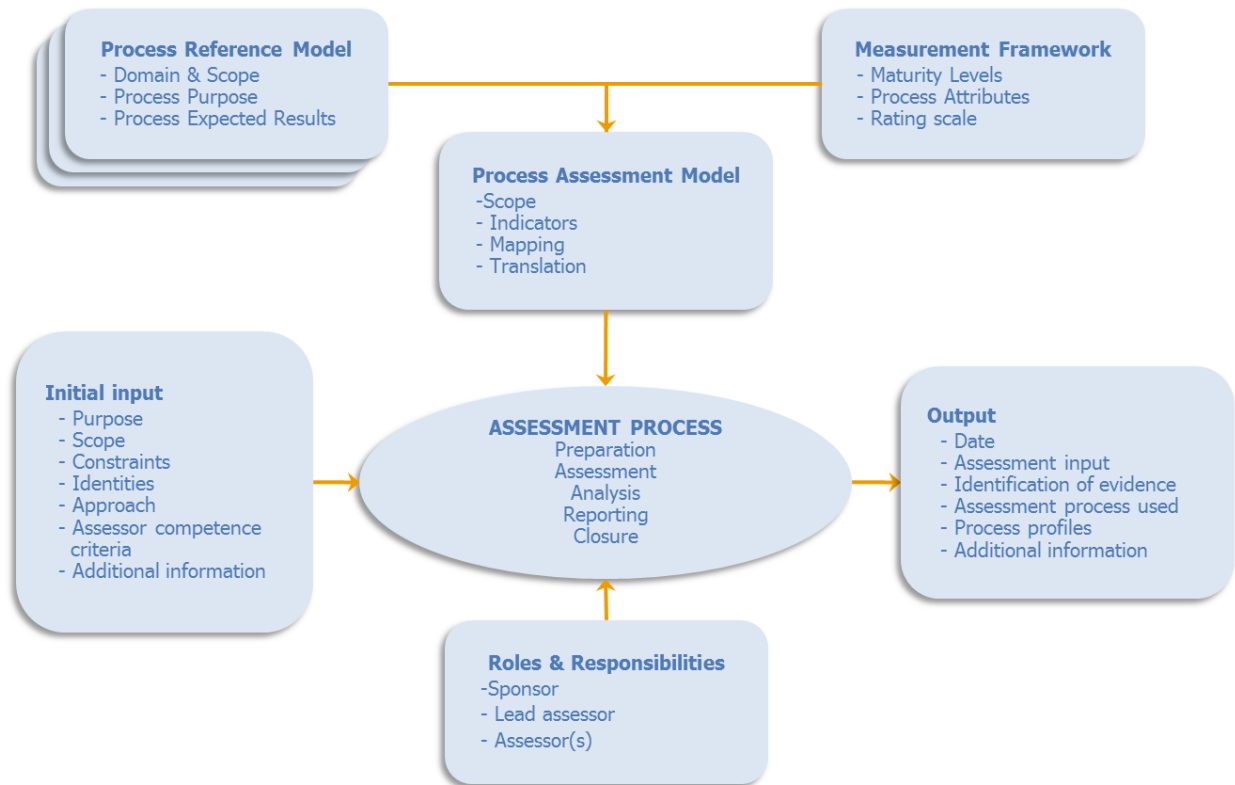 Process Reference Model
- Domain & Scope
- Process Purpose
- Process Expected Results
Measurement Framework
- Maturity Levels
- Process Attributes
- Rating scale
Process Assessment Model
-Scope
- Indicators
- Mapping
- Translation
Initial input
- Purpose
- Scope
- Constraints
- Identities
- Approach
- Assessor competence
criteria
- Additional information
ASSESSMENT PROCESS
Preparation
Assessment
Analysis
Reporting
Closure
Output
- Date
- Assessment input
- Identification of evidence
- Assessment process used
- Process profiles
- Additional information
Roles & Responsibilities
-Sponsor
- Lead assessor
- Assessor(s)